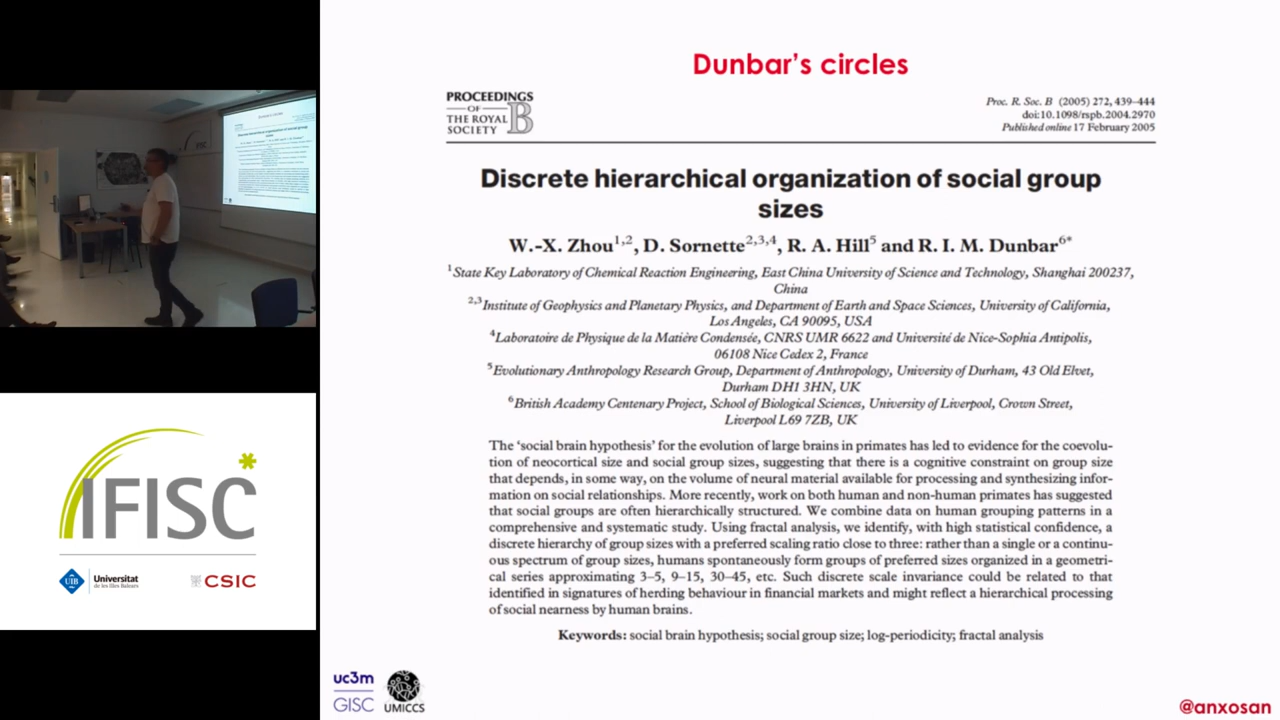 Dunbar's circles
PROCEEDINGS
OF
THE ROYAL
SOCIETY B
Proc. R. Soc. B (2005) 272, 439–444
doi:10.1098/rspb.2004.2970
Published online 17 February 2005
Discrete hierarchical organization of social group
sizes
W.-X. Zhou1,2, D. Sornette2,3,4, R. A. Hill5 and R. I. M. Dunbar6*
1State Key Laboratory of Chemical Reaction Engineering, East China University of Science and Technology, Shanghai 200237,
China
2,3Institute of Geophysics and Planetary Physics, and Department of Earth and Space Sciences, University of California,
Los Angeles, CA 90095, USA
4Laboratoire de Physique de la Matière Condensée, CNRS UMR 6622 and Université de Nice-Sophia Antipolis,
06108 Nice Cedex 2, France
5Evolutionary Anthropology Research Group, Department of Anthropology, University of Durham, 43 Old Elvet,
Durham DH1 3HN, UK
6British Academy Centenary Project, School of Biological Sciences, University of Liverpool, Crown Street,
Liverpool L69 7ZB, UK
The 'social brain hypothesis' for the evolution of large brains in primates has led to evidence for the coevolu-
tion of neocortical size and social group sizes, suggesting that there is a cognitive constraint on group size
that depends, in some way, on the volume of neural material available for processing and synthesizing infor-
mation on social relationships. More recently, work on both human and non-human primates has suggested
that social groups are often hierarchically structured. We combine data on human grouping patterns in a
comprehensive and systematic study. Using fractal analysis, we identify, with high statistical confidence, a
discrete hierarchy of group sizes with a preferred scaling ratio close to three: rather than a single or a continu-
ous spectrum of group sizes, humans spontaneously form groups of preferred sizes organized in a geometri-
cal series approximating 3–5, 9–15, 30–45, etc. Such discrete scale invariance could be related to that
identified in signatures of herding behaviour in financial markets and might reflect a hierarchical processing
of social nearness by human brains.
Keywords: social brain hypothesis; social group size; log-periodicity; fractal analysis
IFISC
UIB
Universitat
de les Illes Balears
CSIC
uc3m
GISC
UMICCS
@anxosan